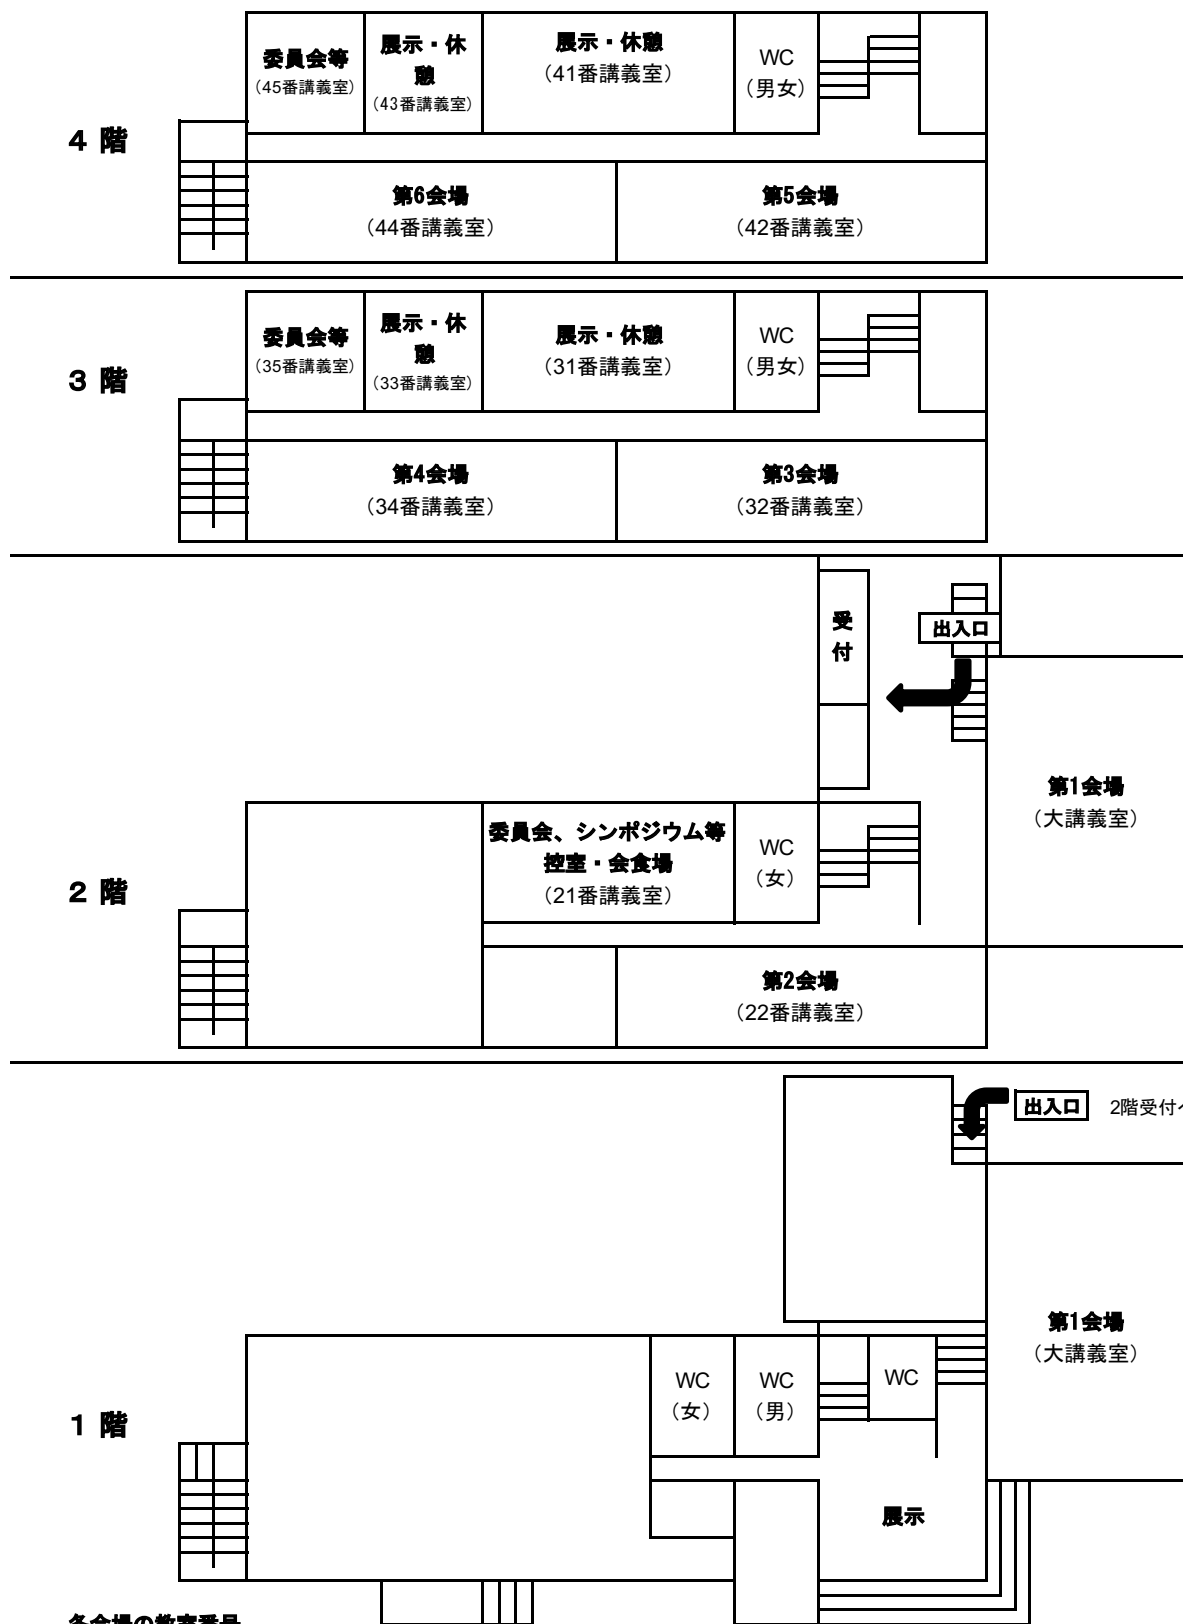 ４ 階
委員会等
（45番講義室）
展示・休
憩
（43番講義室）
展示・休憩
（41番講義室）
WC
（男女）
第6会場
（44番講義室）
第5会場
（42番講義室）
３ 階
委員会等
（35番講義室）
展示・休
憩
（33番講義室）
展示・休憩
（31番講義室）
WC
（男女）
第4会場
（34番講義室）
第3会場
（32番講義室）
２ 階
受
付
出入口
第1会場
（大講義室）
委員会、シンポジウム等
控室・会食場
（21番講義室）
WC
（女）
第2会場
（22番講義室）
１ 階
出入口
2階受付へ
第1会場
（大講義室）
WC
（女）
WC
（男）
WC
展示
各会場の教室番号